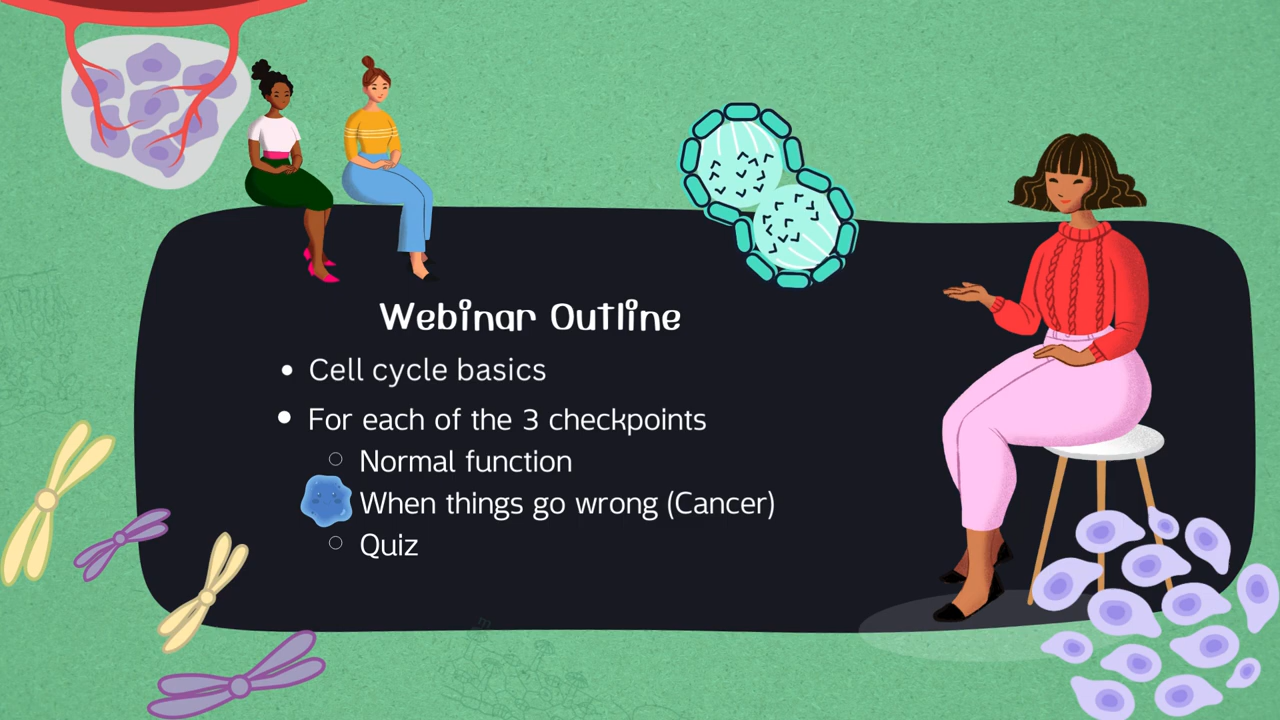 Webinar Outline
Cell cycle basics
For each of the 3 checkpoints
Normal function
When things go wrong (Cancer)
Quiz